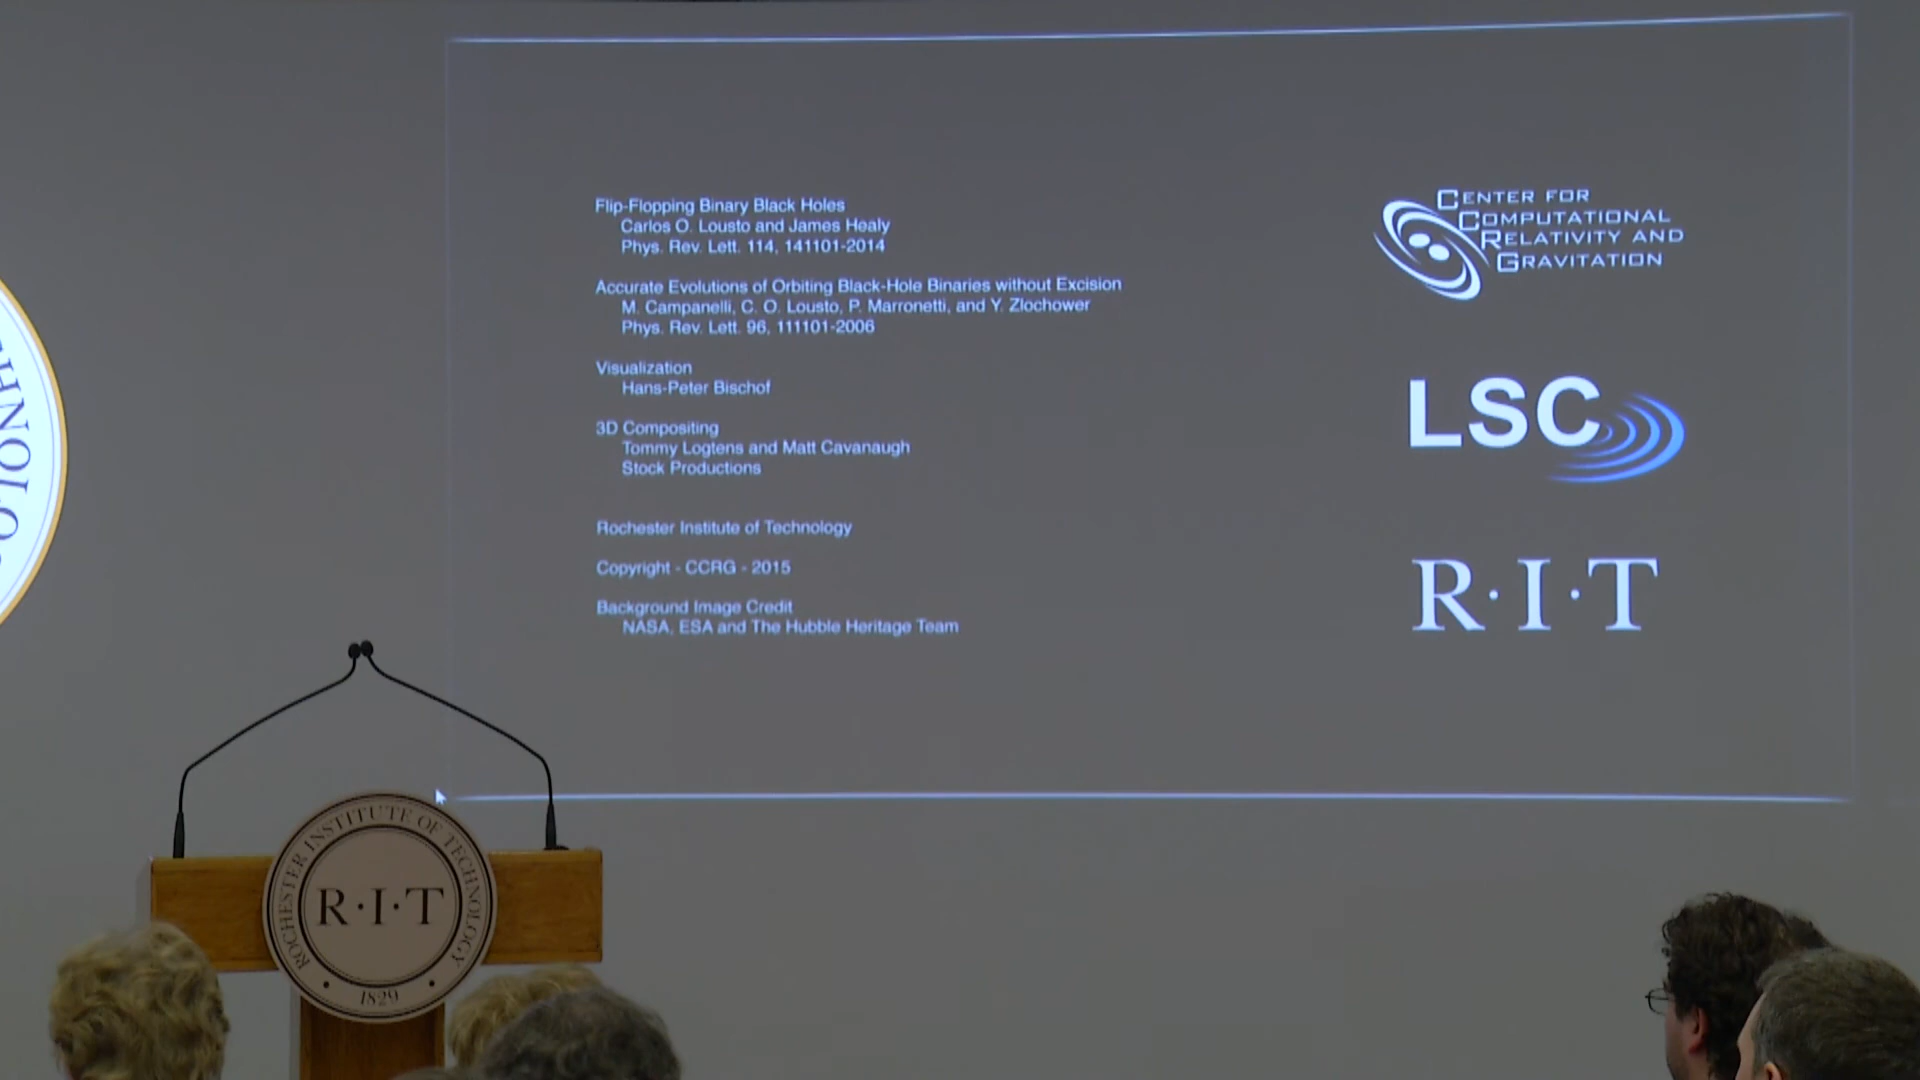 Flip-Flopping Binary Black Holes
Carlos O. Lousto and James Healy
Phys. Rev. Lett. 114, 141101-2014
Accurate Evolutions of Orbiting Black-Hole Binaries without Excision
M. Campanelli, C. O. Lousto, P. Marronetti, and Y. Zlochower
Phys. Rev. Lett. 96, 111101-2006
Visualization
Hans-Peter Bischof
3D Compositing
Tommy Logtens and Matt Cavanaugh
Stock Productions
Rochester Institute of Technology
Copyright - CCRG - 2015
Background Image Credit
NASA, ESA and The Hubble Heritage Team
CENTER FOR
COMPUTATIONAL
RELATIVITY AND
GRAVITATION
LSC
R·I·T
ROCHESTER INSTITUTE OF TECHNOLOGY
R·I·T
1829